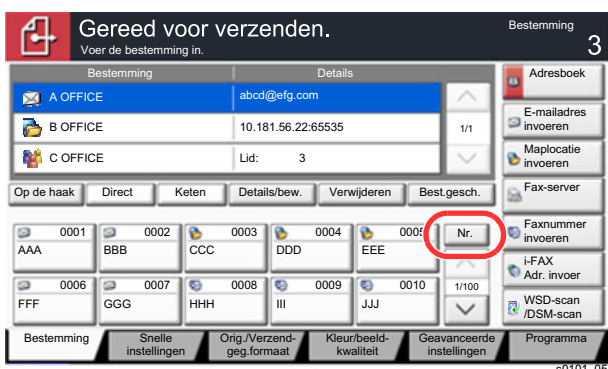 Gereed voor verzenden.
Voer de bestemming in.
Bestemming
3
Bestemming Details
A OFFICE abcd@efg.com
B OFFICE 10.181.56.22:65535
C OFFICE Lid: 3
1/1
Adresboek
E-mailadres
invoeren
Maplocatie
invoeren
Fax-server
Faxnummer
invoeren
i-FAX
Adr. invoer
WSD-scan
/DSM-scan
Op de haak Direct Keten Details/bew. Verwijderen Best.gesch.
0001 0002 0003 0004 0005 Nr.
AAA BBB CCC DDD EEE
0006 0007 0008 0009 0010 1/100
FFF GGG HHH III JJJ
Bestemming Snelle Orig./Verzend- Kleur/beeld- Geavanceerde Programma
instellingen geg.formaat kwaliteit instellingen